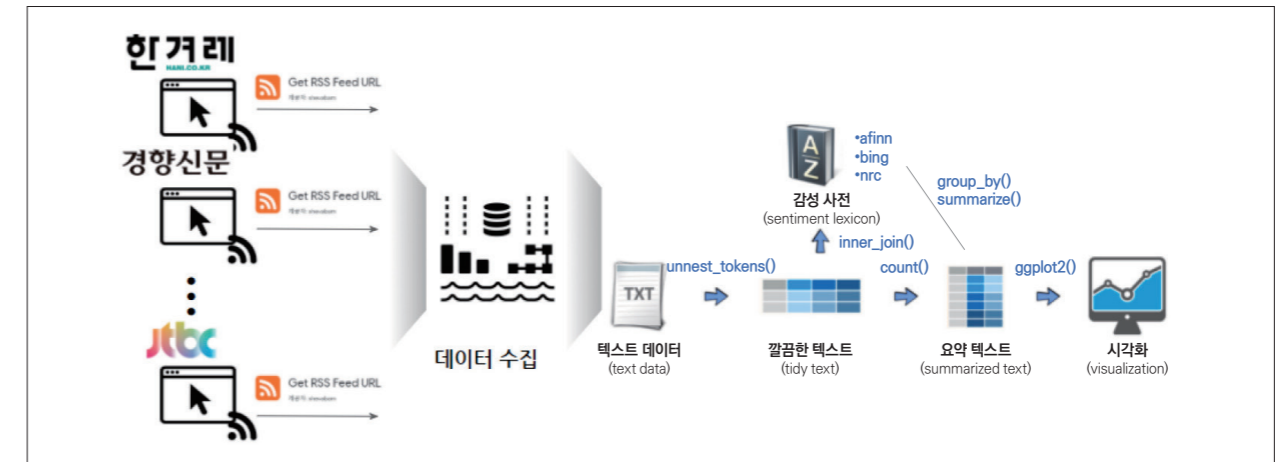 한겨레
HANI.CO.KR
Get RSS Feed URL
경향신문
Get RSS Feed URL
jtbc
Get RSS Feed URL
데이터 수집
TXT
텍스트 데이터
(text data)
unnest_tokens()
깔끔한 텍스트
(tidy text)
inner_join()
A
Z
감성 사전
(sentiment lexicon)
•afinn
•bing
•nrc
group_by()
summarize()
count()
요약 텍스트
(summarized text)
ggplot2()
시각화
(visualization)